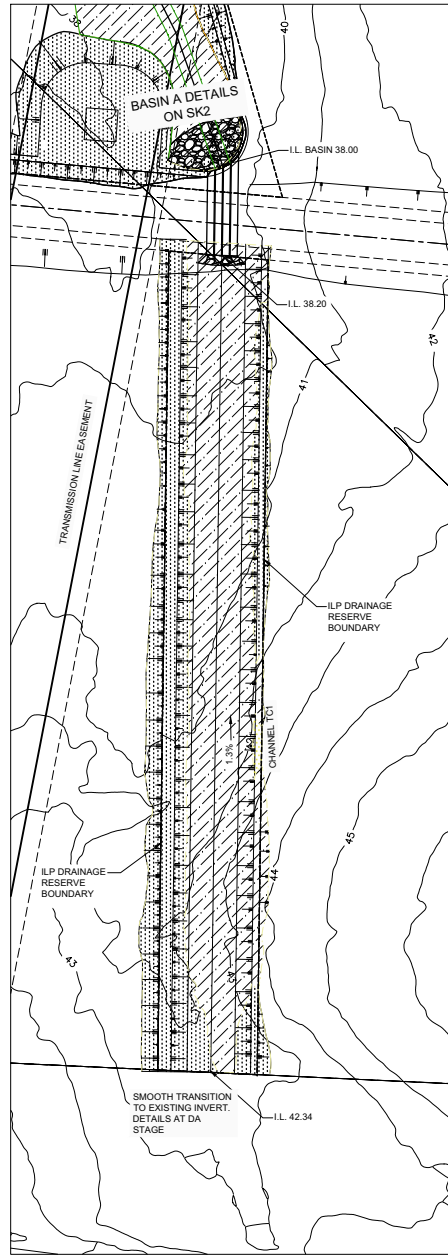 38
40
BASIN A DETAILS
ON SK2
I.L. BASIN 38.00
42
I.L. 38.20
41
TRANSMISSION LINE EASEMENT
ILP DRAINAGE
RESERVE
BOUNDARY
1.3%
42
CHANNEL TC1
45
ILP DRAINAGE
RESERVE
BOUNDARY
44
43
43
SMOOTH TRANSITION
TO EXISTING INVERT.
DETAILS AT DA
STAGE
I.L. 42.34